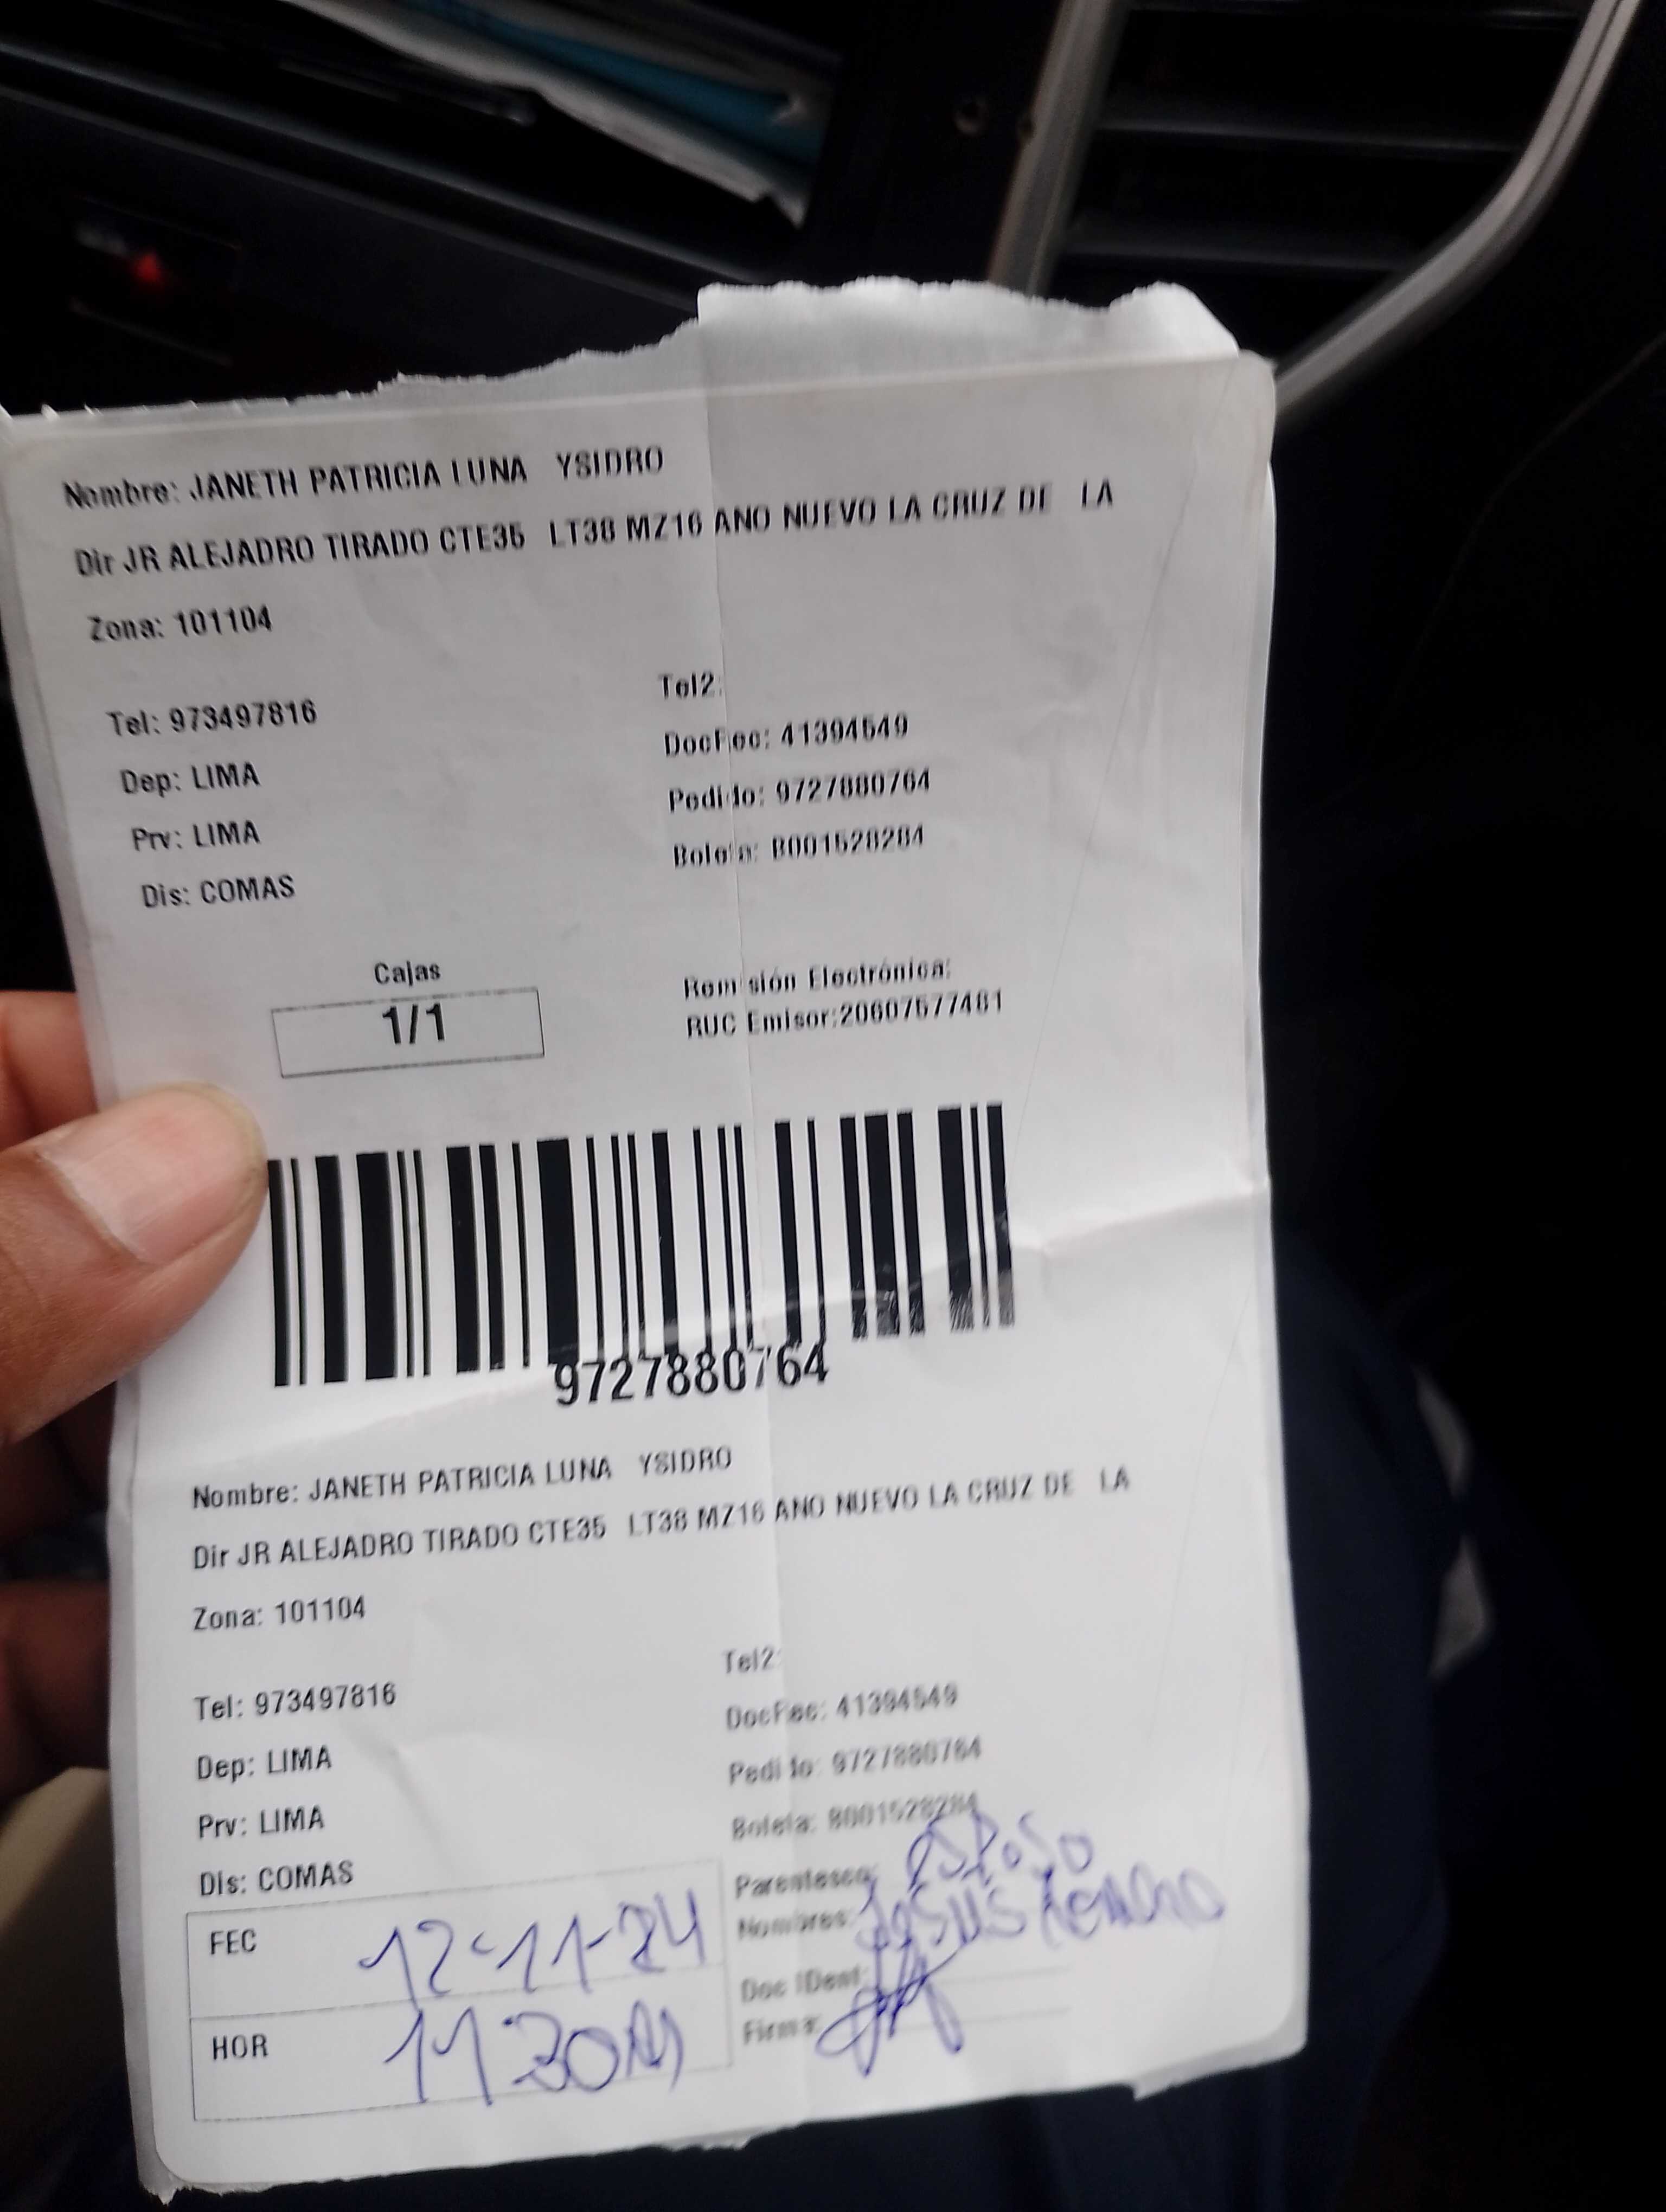 Nombre: JANETH PATRICIA LUNA YSIDRO
Dir JR ALEJADRO TIRADO CTE35 LT38 MZ16 ANO NUEVO LA CRUZ DE LA
Zona: 101104
Tel: 973497816
Tel2:
Dep: LIMA
DocRec: 41394549
Prv: LIMA
Pedido: 9727880764
Dis: COMAS
Boleta: B001528284
Cajas
1/1
Remisión Electrónica:
RUC Emisor:20607577481
9727880764
Nombre: JANETH PATRICIA LUNA YSIDRO
Dir JR ALEJADRO TIRADO CTE35 LT38 MZ16 ANO NUEVO LA CRUZ DE LA
Zona: 101104
Tel: 973497816
Tel2:
Dep: LIMA
DocRec: 41394549
Prv: LIMA
Pedido: 9727880764
Dis: COMAS
Boleta: B001528284
Parentesco: esposo
Nombres: Jesus
Doc IDent:
Firma:
FEC 12-11-24
HOR 11:30